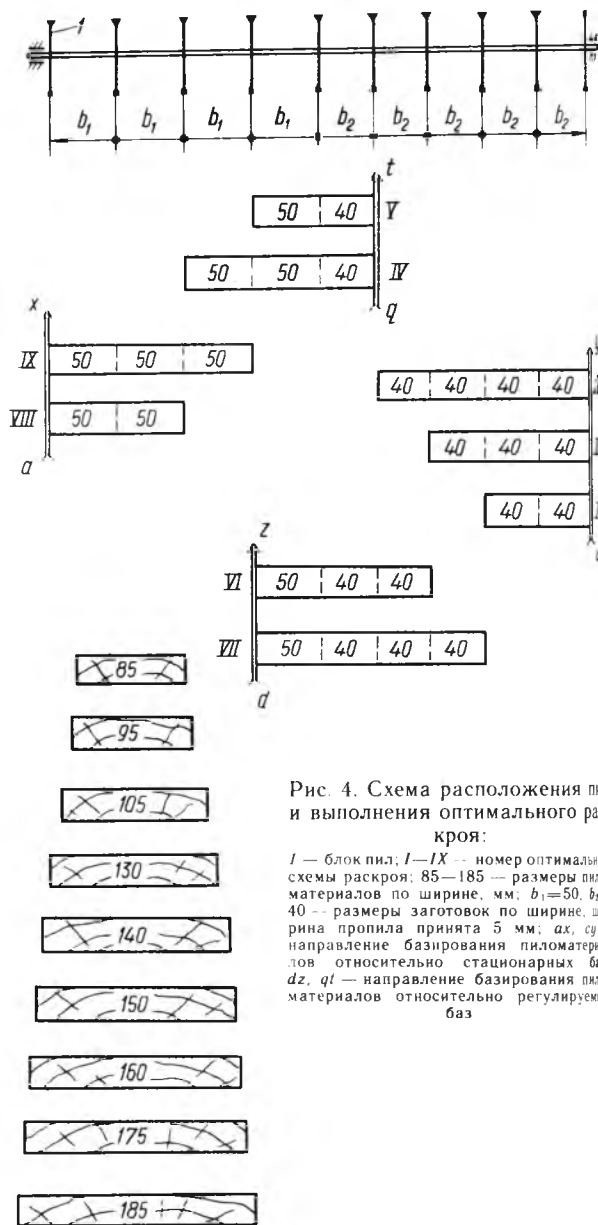 1
b₁ b₁ b₁ b₁ b₂ b₂ b₂ b₂ b₂
t
50 40 V
50 50 40 IV
q
x
IX 50 50 50
VIII 50 50
a
40 40 40 40
40 40 40
40 40
z
VI 50 40 40
VII 50 40 40 40
d
85
95
105
130
140
150
160
175
185
Рис. 4. Схема расположения
и выполнения оптимального
кроя:
1 — блок пил; I—IX — номер
схемы раскроя; 85—185 — размеры
материалов по ширине, мм; b₁=50,
40 — размеры заготовок по ширине,
рина пропила принята 5 мм; ax,
направление базирования
лов относительно стационарных
dz, qt — направление базирования
материалов относительно
баз